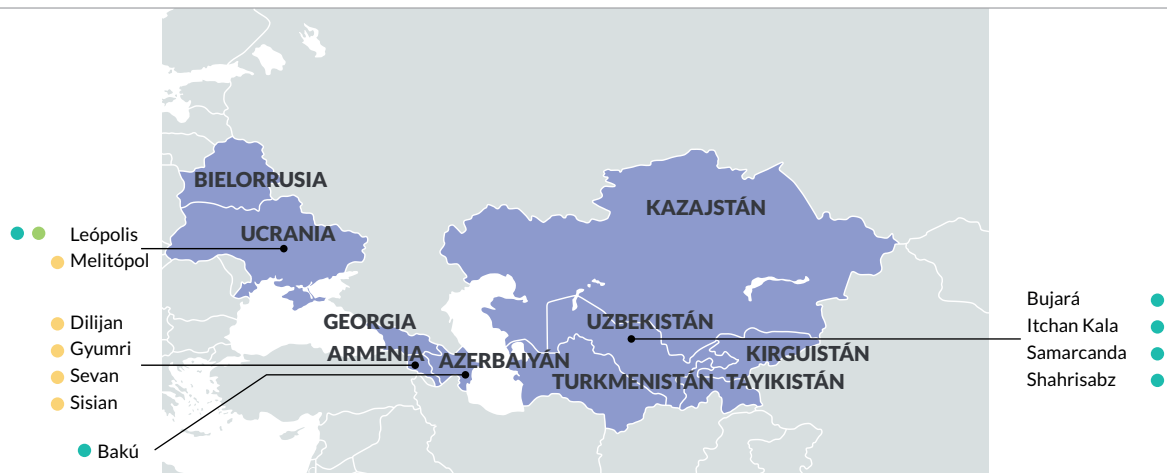 BIELORRUSIA
KAZAJSTÁN
Leópolis
UCRANIA
Melitópol
Bujará
Dilijan
GEORGIA
UZBEKISTÁN
Itchan Kala
Gyumri
ARMENIA
AZERBAIYÁN
KIRGUISTÁN
Samarcanda
Sevan
TURKMENISTÁN
TAYIKISTÁN
Shahrisabz
Sisian
Bakú